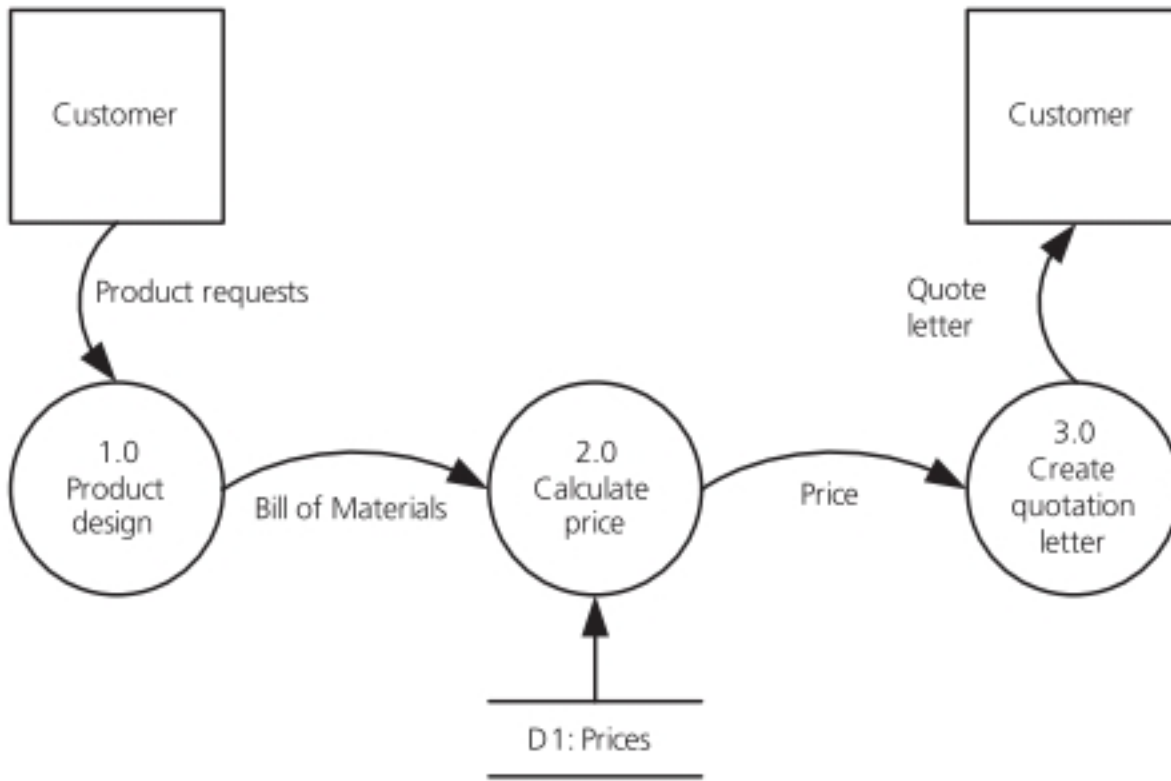 Customer
Customer
Product requests
Quote
letter
1.0
Product
design
Bill of Materials
2.0
Calculate
price
Price
3.0
Create
quotation
letter
D1: Prices